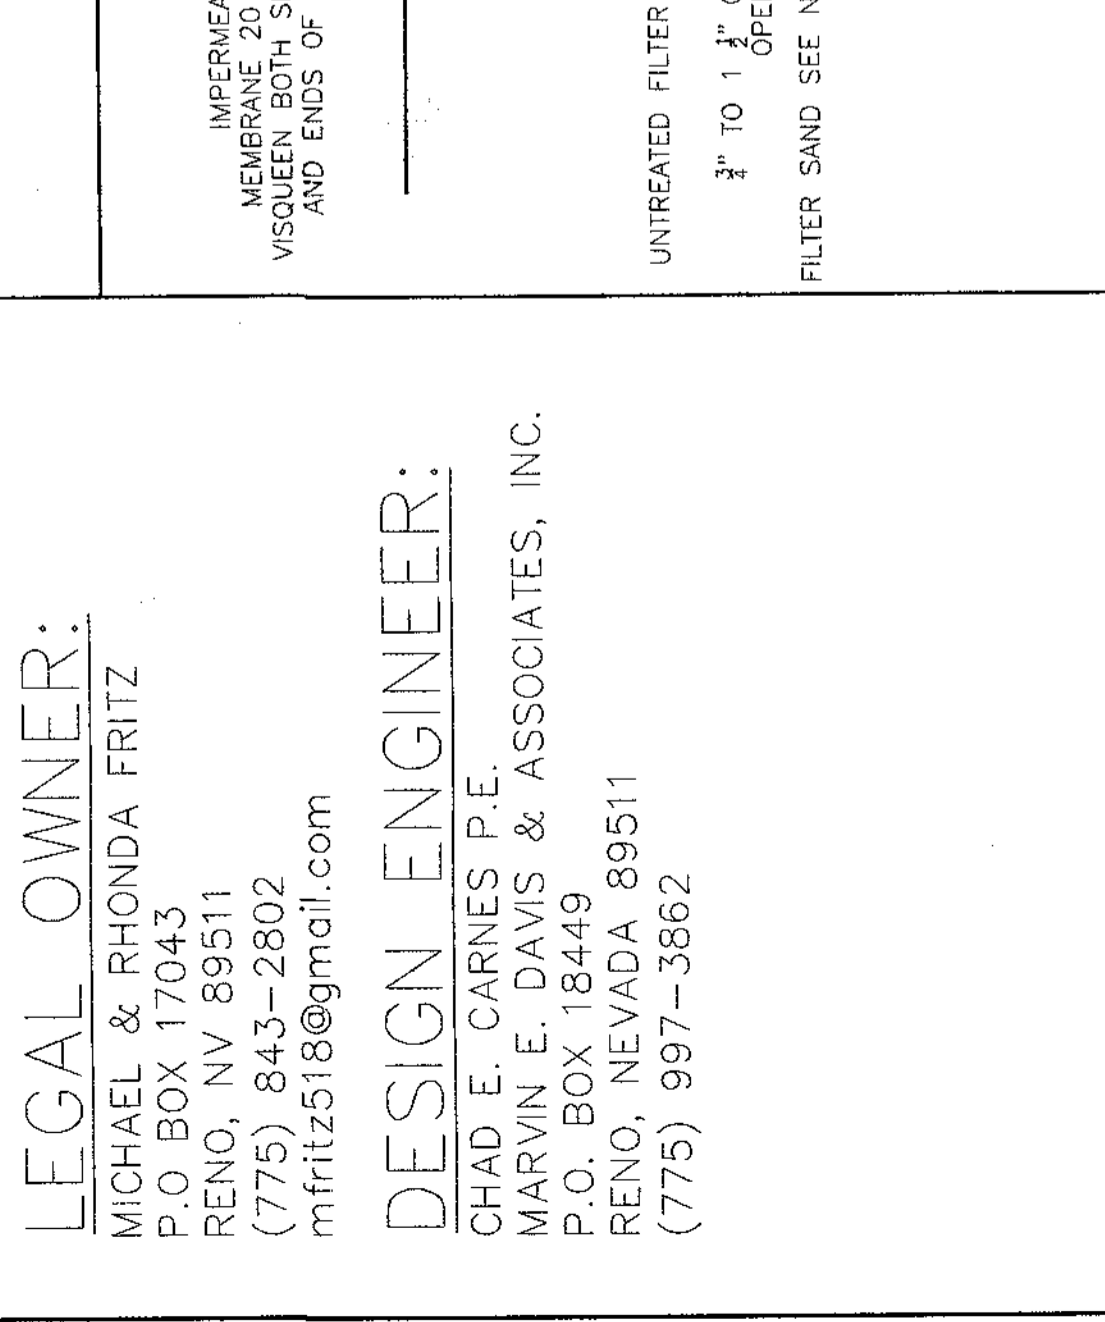 LEGAL OWNER:
MICHAEL & RHONDA FRITZ
P.O BOX 17043
RENO, NV 89511
(775) 843-2802
mfritz518@gmail.com
DESIGN ENGINEER:
CHAD E. CARNES P.E.
MARVIN E. DAVIS & ASSOCIATES, INC.
P.O. BOX 18449
RENO, NEVADA 89511
(775) 997-3862
IMPERMEA
MEMBRANE 20
VISQUEEN BOTH S
AND ENDS OF
UNTREATED FILTER
3/4" TO 1 1/2"
OPE
FILTER SAND SEE N